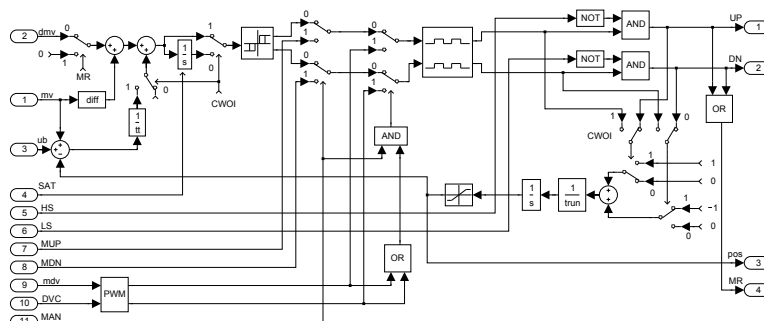 0
1
NOT
AND
UP
1
2
dmv
0
1
s
0
0
0
1
1
0
MR
NOT
AND
DN
2
1
mv
diff
1
0
CWOI
1
1
OR
3
ub
1
tt
AND
CWOI
1
0
1
0
4
SAT
1
0
5
HS
1
s
1
trun
6
LS
1
−1
0
0
7
MUP
8
MDN
OR
pos
3
9
mdv
PWM
10
DVC
MR
4
11
MAN